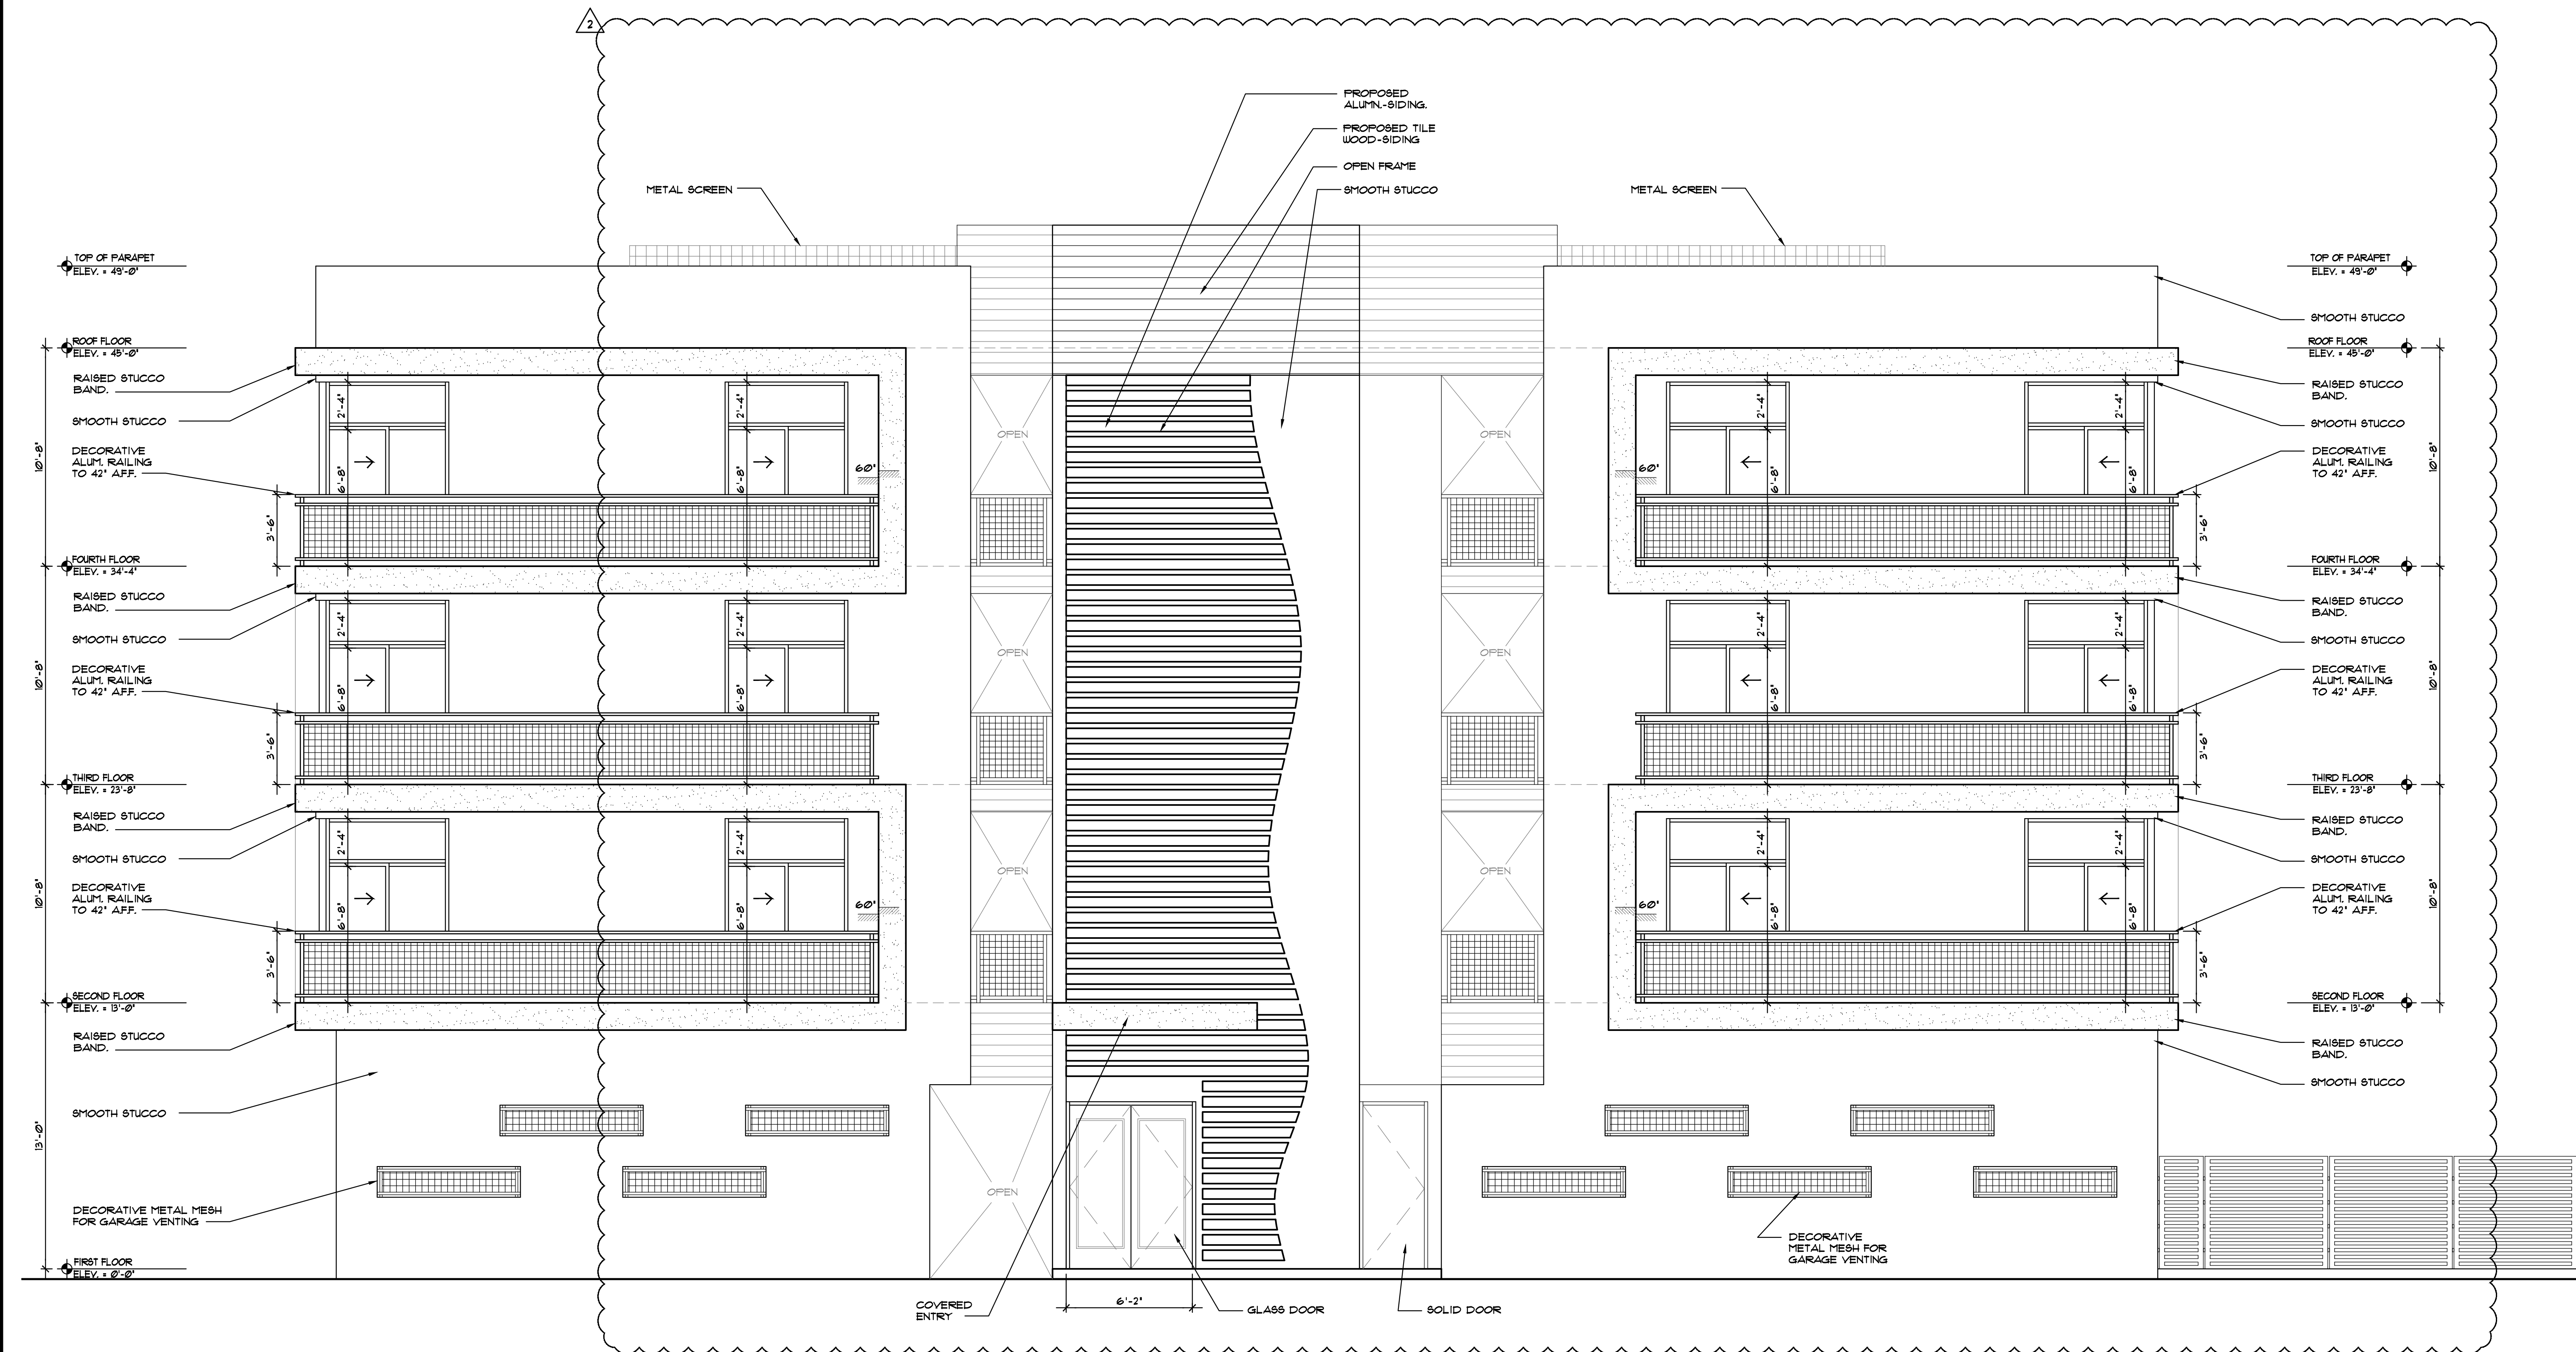 2
PROPOSED
ALUMN.-SIDING.
PROPOSED TILE
WOOD-SIDING
OPEN FRAME
SMOOTH STUCCO
METAL SCREEN
METAL SCREEN
TOP OF PARAPET
ELEV. = 49'-0"
ROOF FLOOR
ELEV. = 45'-0"
RAISED STUCCO
BAND.
SMOOTH STUCCO
DECORATIVE
ALUM. RAILING
TO 42" A.F.F.
10'-8"
3'-6"
FOURTH FLOOR
ELEV. = 34'-4"
RAISED STUCCO
BAND.
SMOOTH STUCCO
DECORATIVE
ALUM. RAILING
TO 42" A.F.F.
10'-8"
3'-6"
THIRD FLOOR
ELEV. = 23'-8"
RAISED STUCCO
BAND.
SMOOTH STUCCO
DECORATIVE
ALUM. RAILING
TO 42" A.F.F.
10'-8"
3'-6"
SECOND FLOOR
ELEV. = 13'-0"
RAISED STUCCO
BAND.
SMOOTH STUCCO
13'-0"
DECORATIVE METAL MESH
FOR GARAGE VENTING
FIRST FLOOR
ELEV. = 0'-0"
2'-4"
6'-8"
2'-4"
6'-8"
60"
2'-4"
6'-8"
2'-4"
6'-8"
2'-4"
6'-8"
2'-4"
6'-8"
60"
OPEN
OPEN
OPEN
OPEN
OPEN
OPEN
OPEN
60"
2'-4"
6'-8"
2'-4"
6'-8"
2'-4"
6'-8"
2'-4"
6'-8"
60"
2'-4"
6'-8"
2'-4"
6'-8"
TOP OF PARAPET
ELEV. = 49'-0"
SMOOTH STUCCO
ROOF FLOOR
ELEV. = 45'-0"
RAISED STUCCO
BAND.
SMOOTH STUCCO
DECORATIVE
ALUM. RAILING
TO 42" A.F.F.
10'-8"
3'-6"
FOURTH FLOOR
ELEV. = 34'-4"
RAISED STUCCO
BAND.
SMOOTH STUCCO
DECORATIVE
ALUM. RAILING
TO 42" A.F.F.
10'-8"
3'-6"
THIRD FLOOR
ELEV. = 23'-8"
RAISED STUCCO
BAND.
SMOOTH STUCCO
DECORATIVE
ALUM. RAILING
TO 42" A.F.F.
10'-8"
3'-6"
SECOND FLOOR
ELEV. = 13'-0"
RAISED STUCCO
BAND.
SMOOTH STUCCO
DECORATIVE
METAL MESH FOR
GARAGE VENTING
COVERED
ENTRY
6'-2"
GLASS DOOR
SOLID DOOR